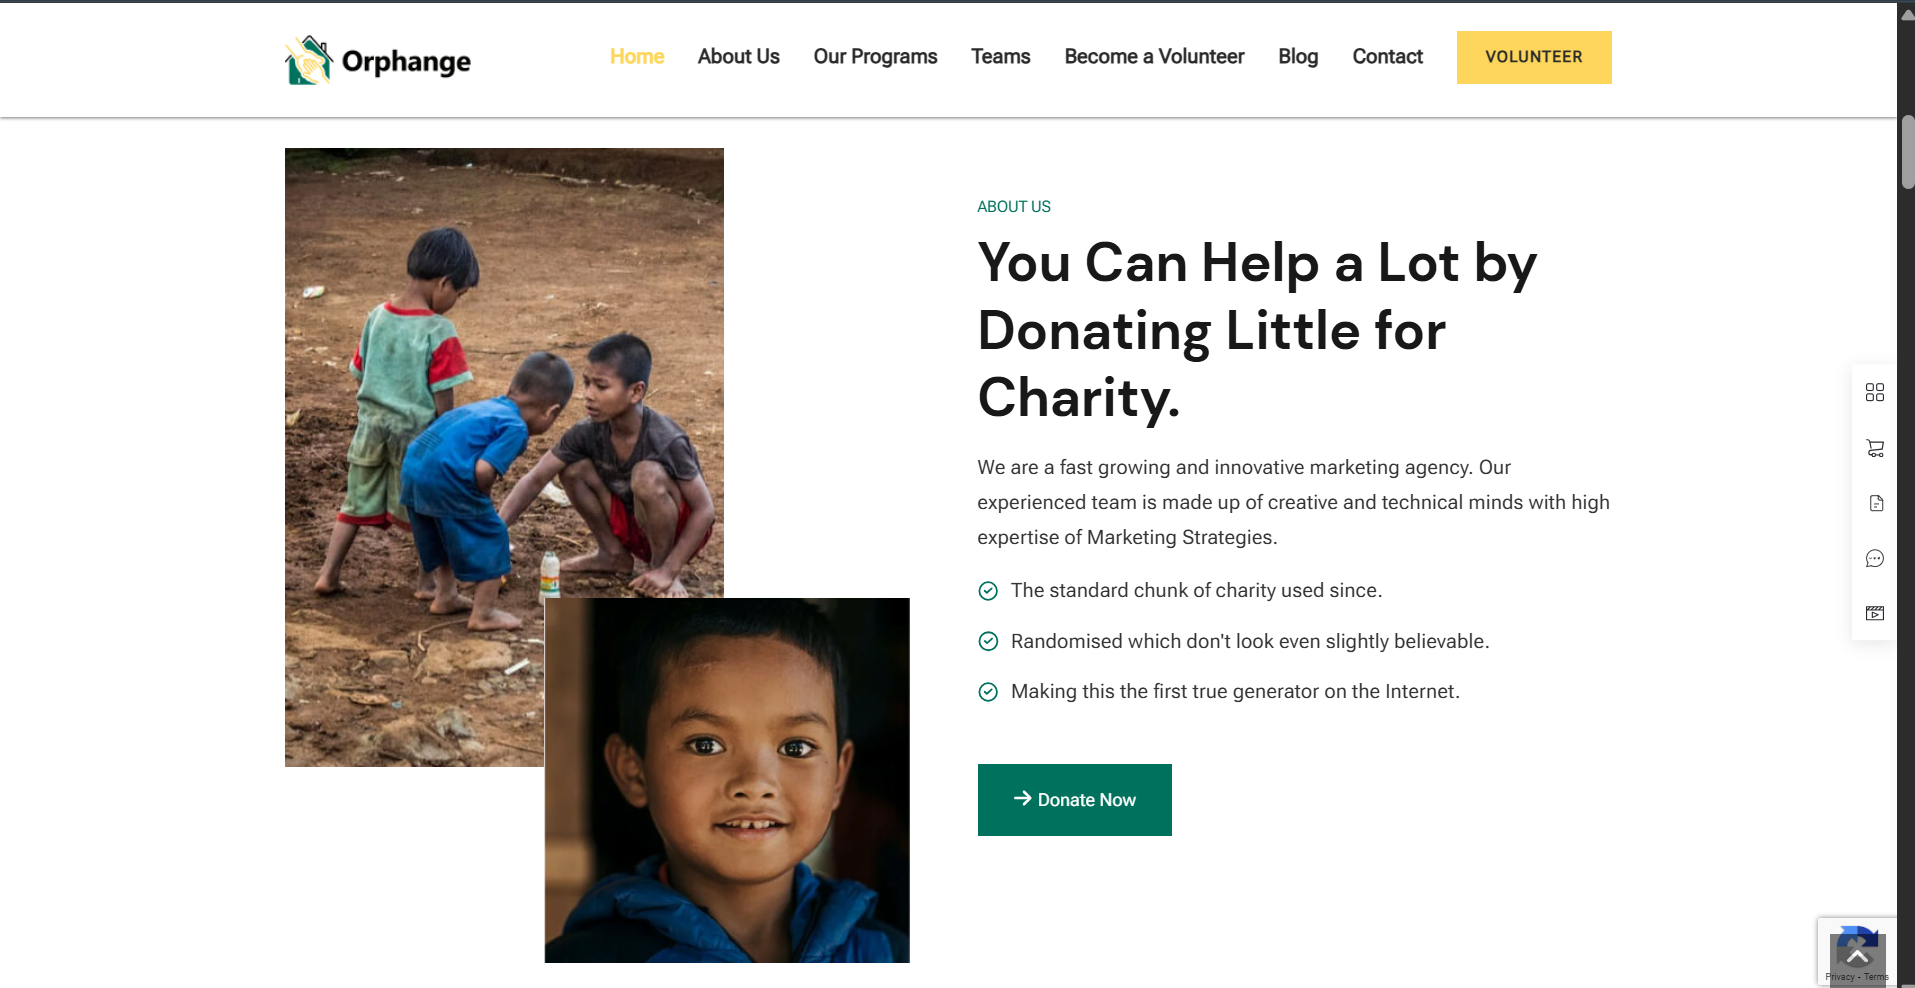 Orphange
Home About Us Our Programs Teams Become a Volunteer Blog Contact VOLUNTEER
ABOUT US
You Can Help a Lot by
Donating Little for
Charity.
We are a fast growing and innovative marketing agency. Our
experienced team is made up of creative and technical minds with high
expertise of Marketing Strategies.
The standard chunk of charity used since.
Randomised which don't look even slightly believable.
Making this the first true generator on the Internet.
Donate Now
Privacy - Terms